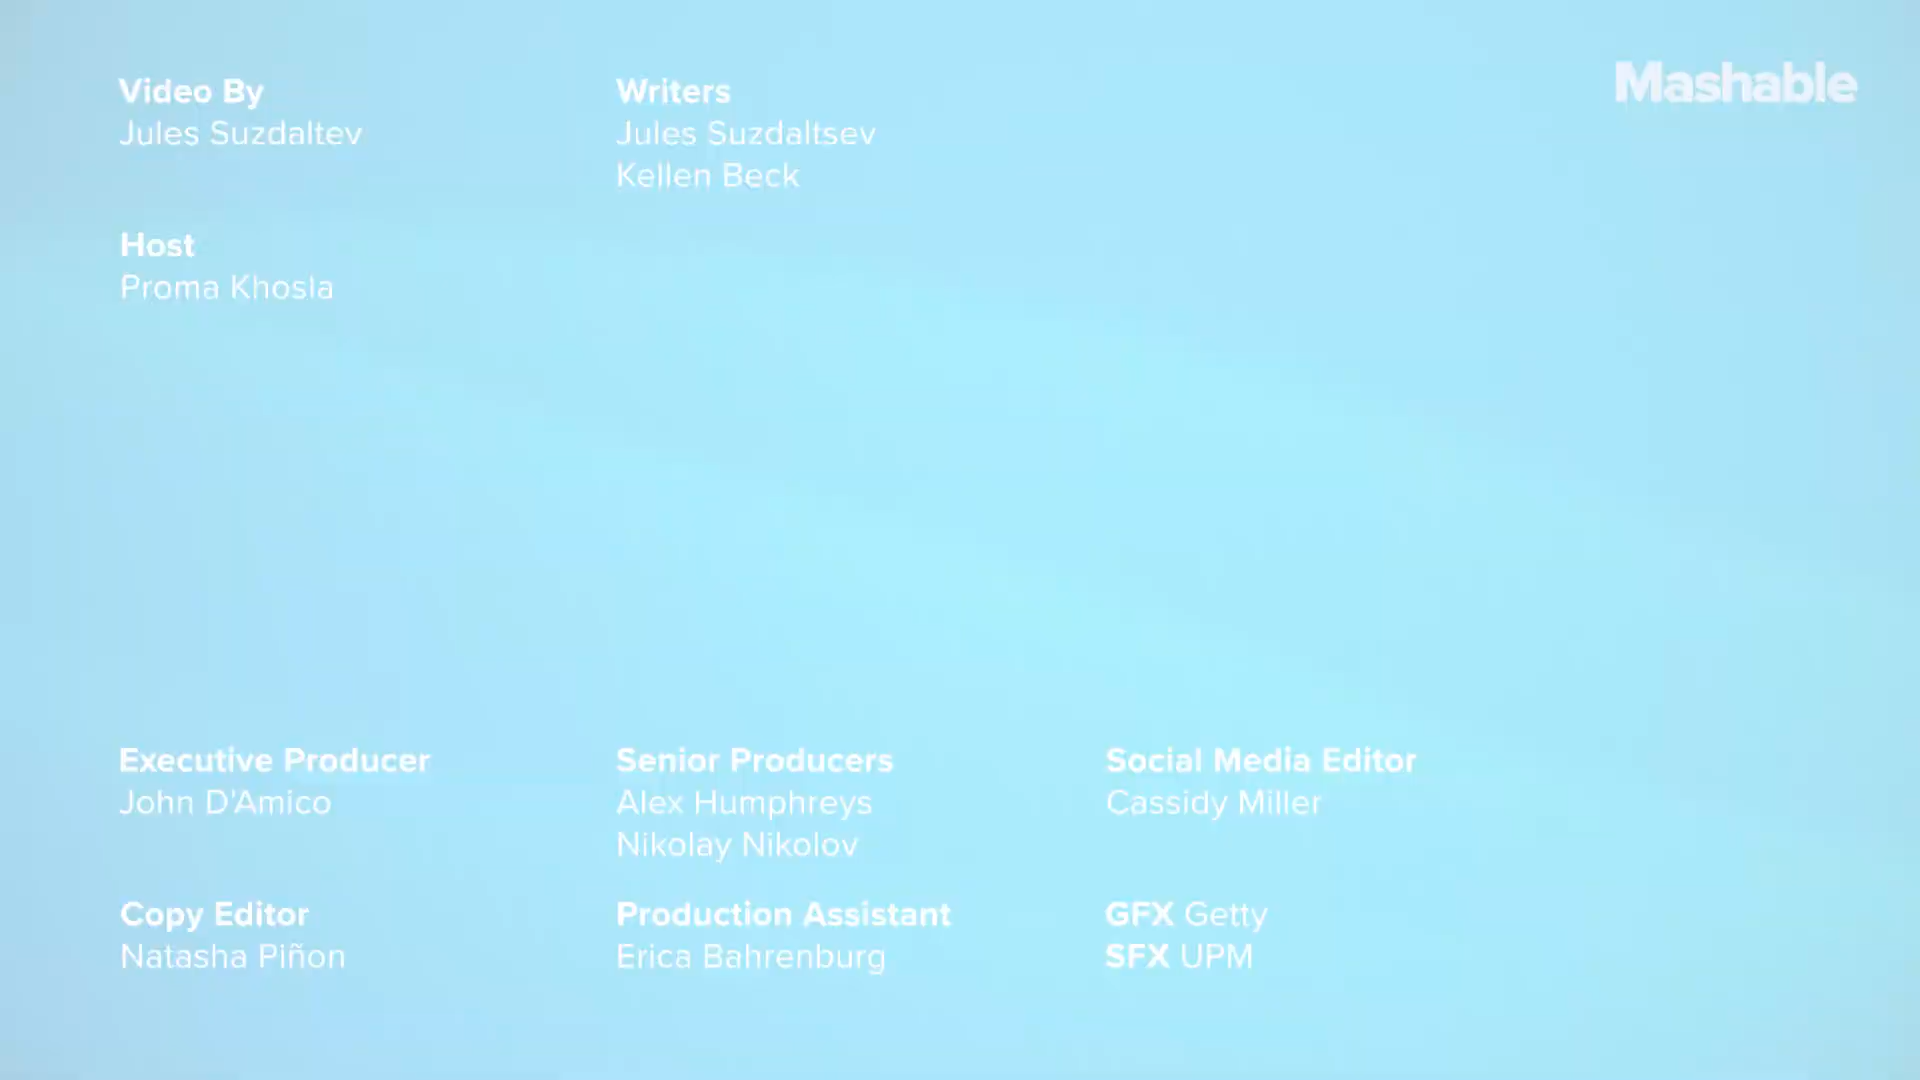 Video By
Jules Suzdaltev
Writers
Jules Suzdaltsev
Kellen Beck
Mashable
Host
Proma Khosla
Executive Producer
John D'Amico
Senior Producers
Alex Humphreys
Nikolay Nikolov
Social Media Editor
Cassidy Miller
Copy Editor
Natasha Piñon
Production Assistant
Erica Bahrenburg
GFX Getty
SFX UPM